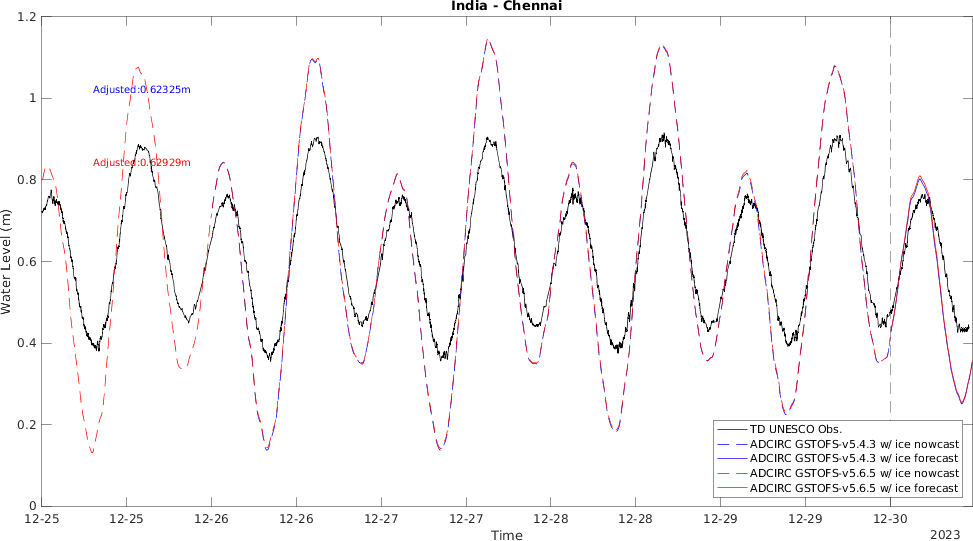 India - Chennai
1.2
1
0.8
0.6
0.4
0.2
0
Water Level (m)
Adjusted:0.62325m
Adjusted:0.62929m
TD UNESCO Obs.
ADCIRC GSTOFS-v5.4.3 w/ ice nowcast
ADCIRC GSTOFS-v5.4.3 w/ ice forecast
ADCIRC GSTOFS-v5.6.5 w/ ice nowcast
ADCIRC GSTOFS-v5.6.5 w/ ice forecast
12-25 12-25 12-26 12-26 12-27 12-27 12-28 12-28 12-29 12-29 12-30
Time
2023